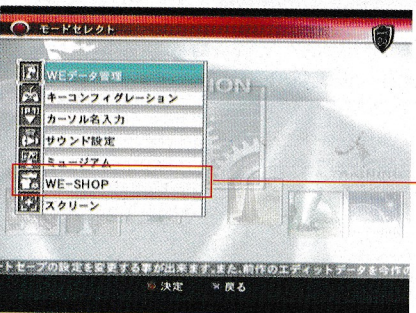 モードセレクト
WEデータ管理
キーコンフィグレーション
カーソル名入力
サウンド設定
ミュージアム
WE-SHOP
スクリーン
ION
ートセーブの設定を変更する事が出来ます。また、前作のエディットデータを今作の
決定 戻る